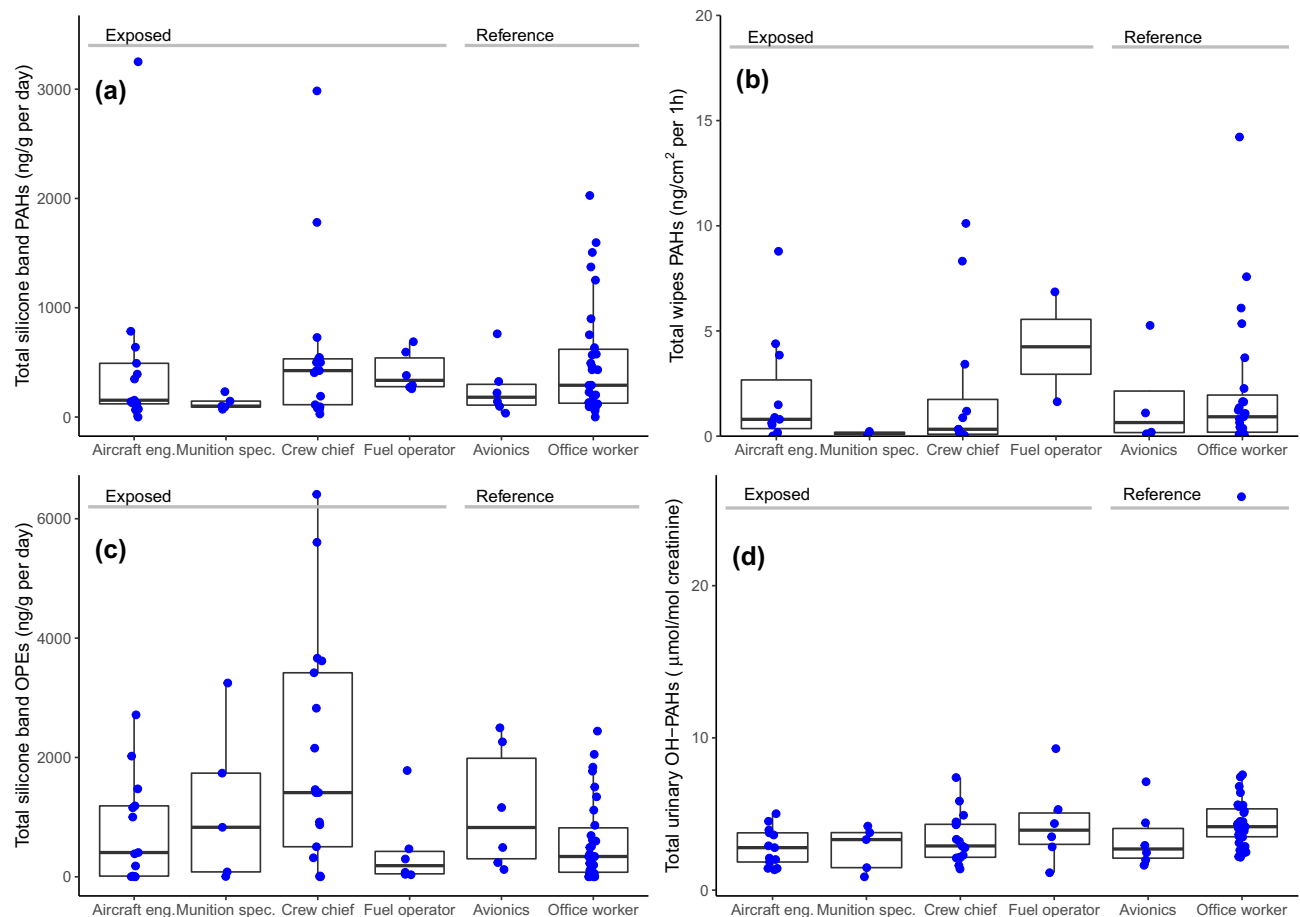 Exposed Reference
(a)
Total silicone band PAHs (ng/g per day)
3000
2000
1000
0
Aircraft eng. Munition spec. Crew chief Fuel operator Avionics Office worker
Exposed Reference
(b)
Total wipes PAHs (ng/cm² per 1h)
20
15
10
5
0
Aircraft eng. Munition spec. Crew chief Fuel operator Avionics Office worker
Exposed Reference
(c)
Total silicone band OPEs (ng/g per day)
6000
4000
2000
0
Aircraft eng. Munition spec. Crew chief Fuel operator Avionics Office worker
Exposed Reference
(d)
Total urinary OH−PAHs ( μmol/mol creatinine)
20
10
0
Aircraft eng. Munition spec. Crew chief Fuel operator Avionics Office worker